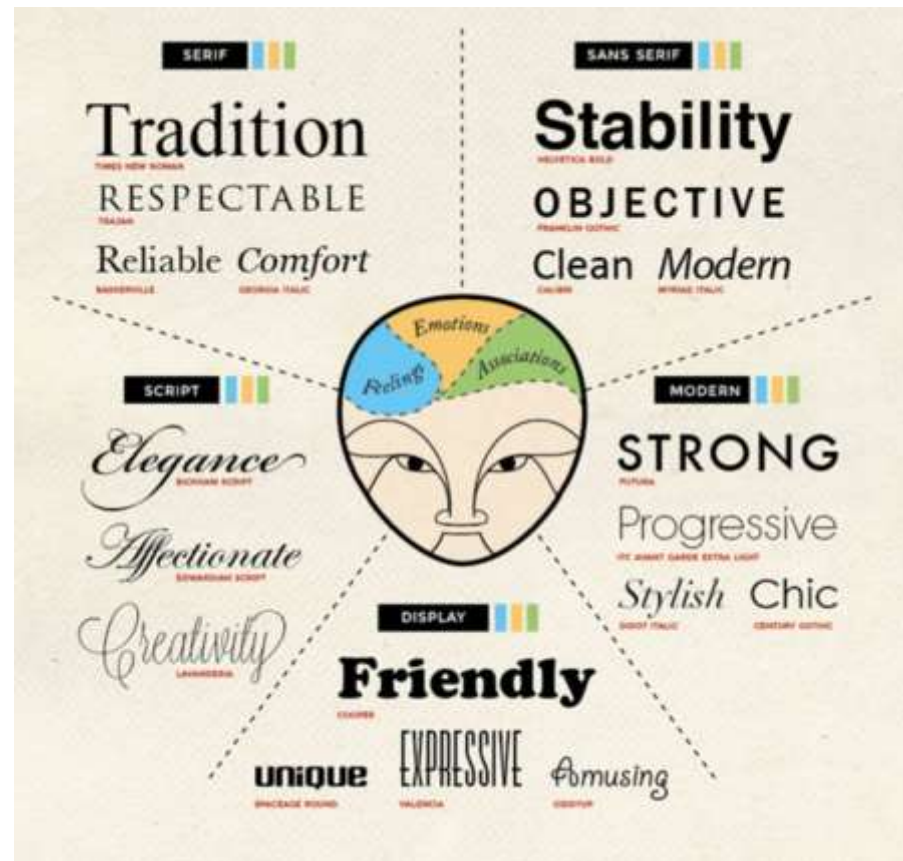 SERIF
Tradition
TIMES NEW ROMAN
RESPECTABLE
TRAJAN
Reliable Comfort
BASKERVILLE GEORGIA ITALIC
SANS SERIF
Stability
HELVETICA BOLD
OBJECTIVE
FRANKLIN GOTHIC
Clean Modern
CALIBRI MYRIAD ITALIC
Feelings
Emotions
Associations
SCRIPT
Elegance
BICKHAM SCRIPT
Affectionate
EDWARDIAN SCRIPT
Creativity
LAVANDERIA
MODERN
STRONG
FUTURA
Progressive
ITC AVANT GARDE EXTRA LIGHT
Stylish Chic
DIDOT ITALIC CENTURY GOTHIC
DISPLAY
Friendly
COOPER
unique EXPRESSIVE Amusing
SPACEAGE ROUND VALENCIA